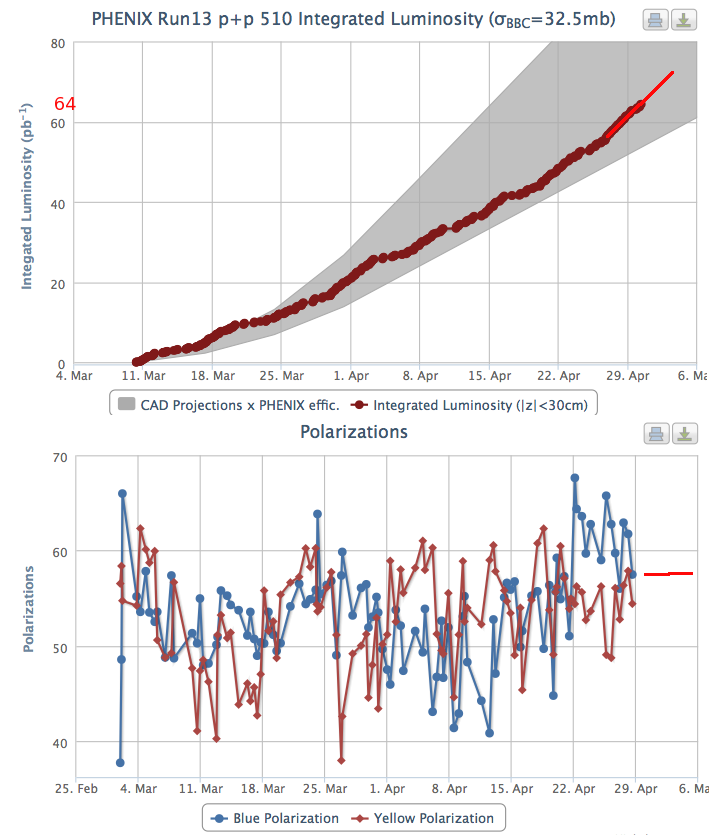 PHENIX Run13 p+p 510 Integrated Luminosity (σBBC=32.5mb)
80
64
60
40
20
0
Integated Luminosity (pb⁻¹)
4. Mar 11. Mar 18. Mar 25. Mar 1. Apr 8. Apr 15. Apr 22. Apr 29. Apr 6. Ma
CAD Projections x PHENIX effic. Integrated Luminosity (|z|<30cm)
Polarizations
70
60
50
40
Polarizations
25. Feb 4. Mar 11. Mar 18. Mar 25. Mar 1. Apr 8. Apr 15. Apr 22. Apr 29. Apr 6. Ma
Blue Polarization Yellow Polarization